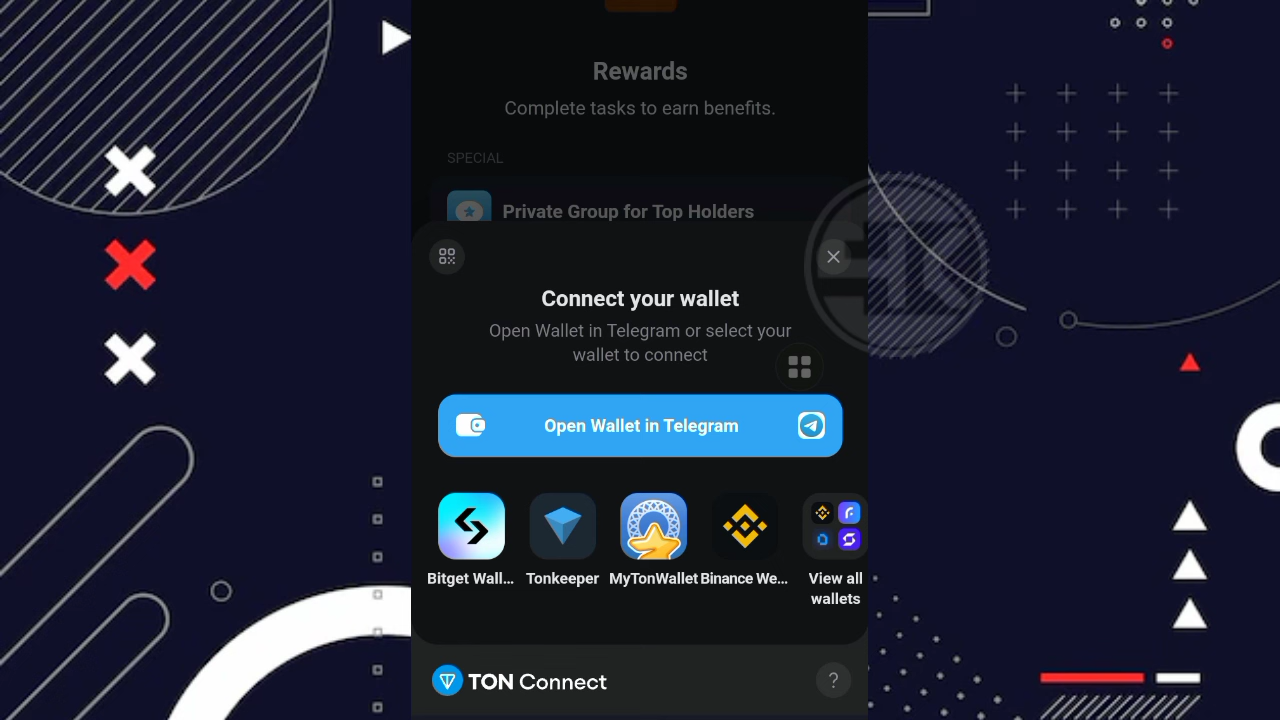 Rewards
Complete tasks to earn benefits.
SPECIAL
Private Group for Top Holders
Connect your wallet
Open Wallet in Telegram or select your
wallet to connect
Open Wallet in Telegram
Bitget Wall... Tonkeeper MyTonWallet Binance We... View all
wallets
TON Connect
?